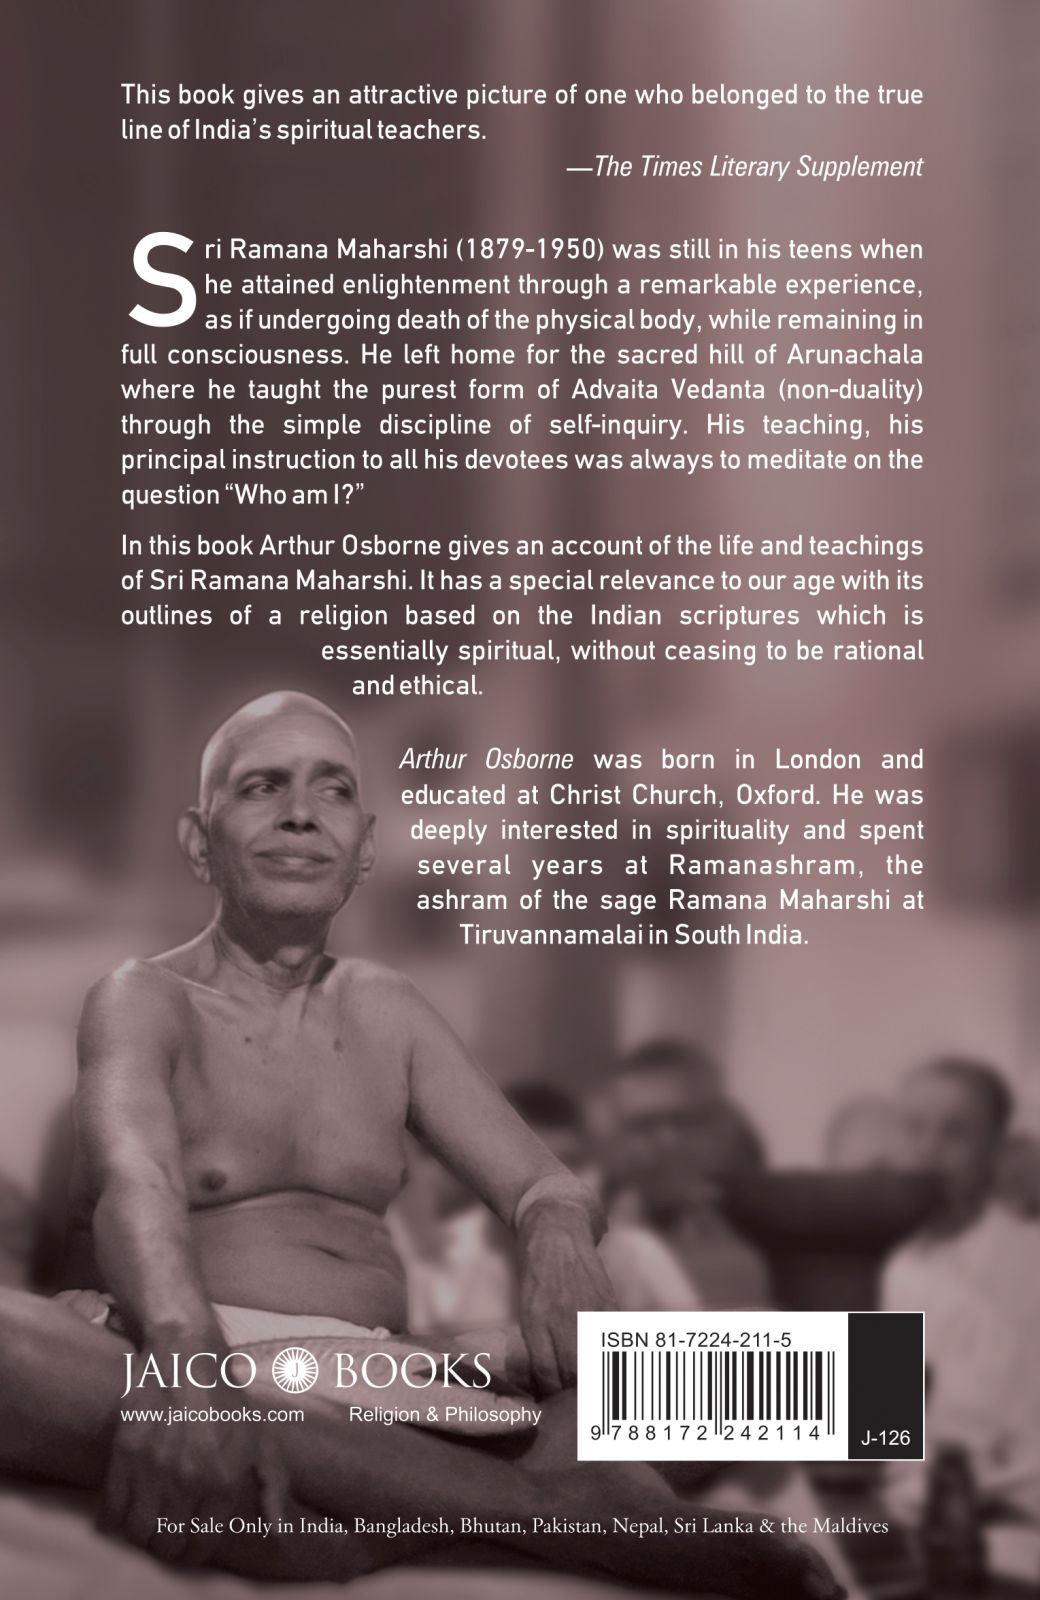 This book gives an attractive picture of one who belonged to the true
line of India's spiritual teachers.
—The Times Literary Supplement
Sri Ramana Maharshi (1879-1950) was still in his teens when
he attained enlightenment through a remarkable experience,
as if undergoing death of the physical body, while remaining in
full consciousness. He left home for the sacred hill of Arunachala
where he taught the purest form of Advaita Vedanta (non-duality)
through the simple discipline of self-inquiry. His teaching, his
principal instruction to all his devotees was always to meditate on the
question “Who am I?”
In this book Arthur Osborne gives an account of the life and teachings
of Sri Ramana Maharshi. It has a special relevance to our age with its
outlines of a religion based on the Indian scriptures which is
essentially spiritual, without ceasing to be rational
and ethical.
Arthur Osborne was born in London and
educated at Christ Church, Oxford. He was
deeply interested in spirituality and spent
several years at Ramanashram, the
ashram of the sage Ramana Maharshi at
Tiruvannamalai in South India.
JAICO J BOOKS
www.jaicobooks.com Religion & Philosophy
ISBN 81-7224-211-5
9 788172 242114
J-126
For Sale Only in India, Bangladesh, Bhutan, Pakistan, Nepal, Sri Lanka & the Maldives